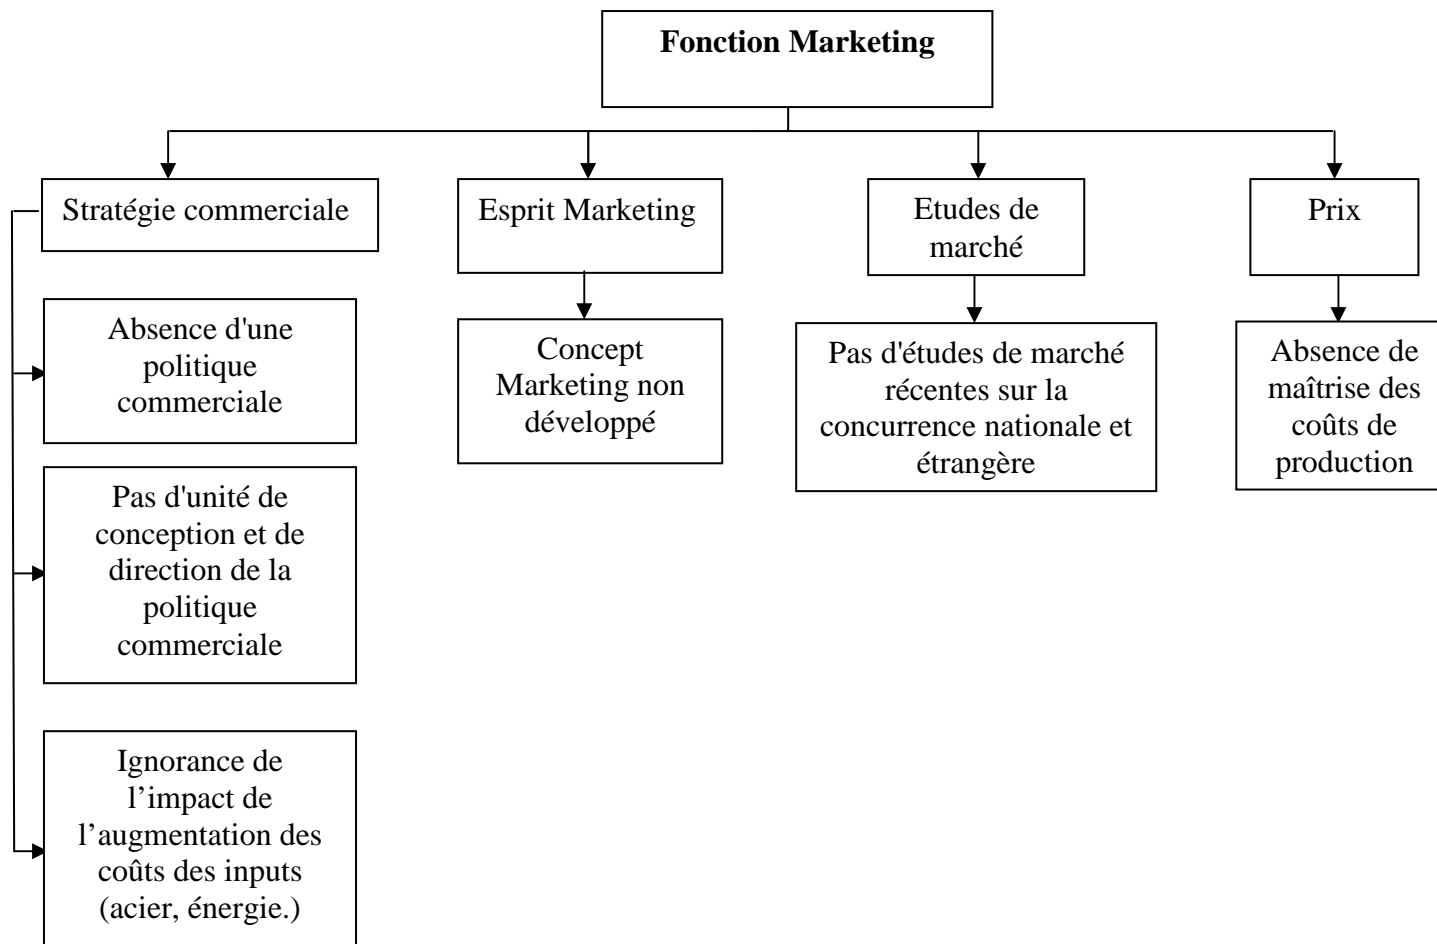 Fonction Marketing
Stratégie commerciale
Esprit Marketing
Etudes de
marché
Prix
Absence d'une
politique
commerciale
Concept
Marketing non
développé
Pas d'études de marché
récentes sur la
concurrence nationale et
étrangère
Absence de
maîtrise des
coûts de
production
Pas d'unité de
conception et de
direction de la
politique
commerciale
Ignorance de
l’impact de
l’augmentation des
coûts des inputs
(acier, énergie.)